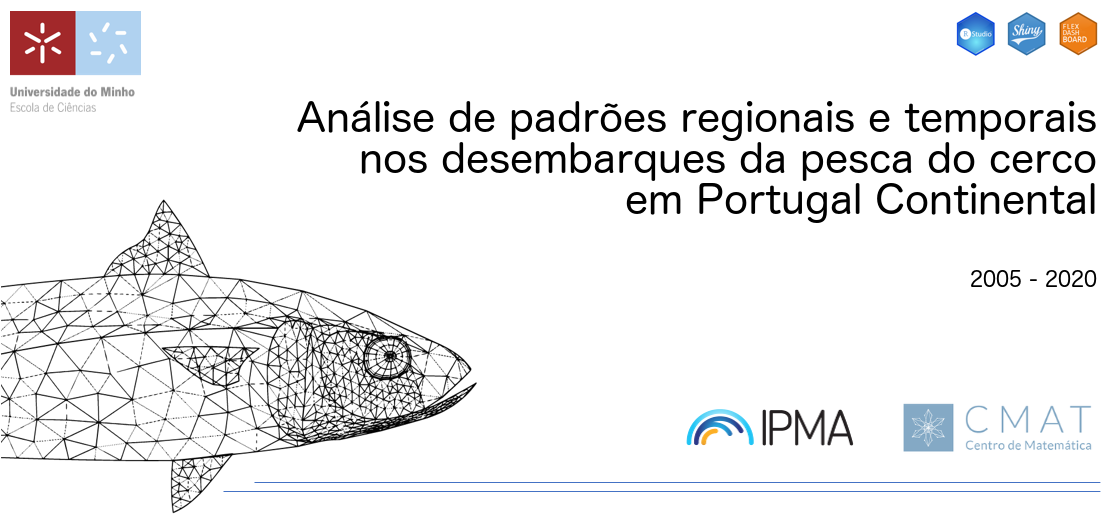 Universidade do Minho
Escola de Ciências
R Studio
Shiny
FLEX
DASH
BOARD
Análise de padrões regionais e temporais
nos desembarques da pesca do cerco
em Portugal Continental
2005 - 2020
IPMA
CMAT
Centro de Matemática